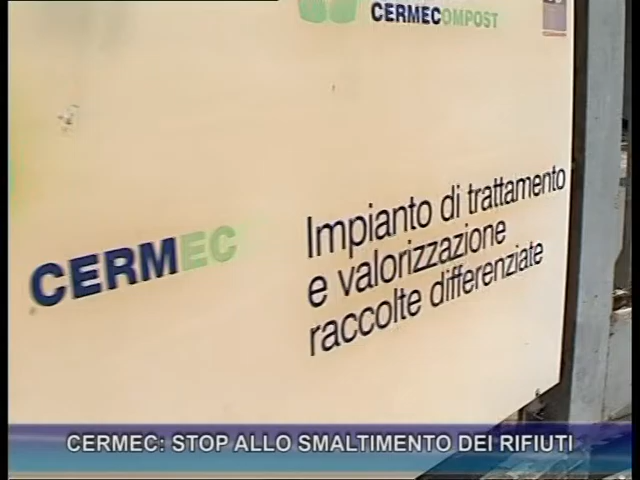 CERMECOMPOST
CERMEC
Impianto di trattamento
e valorizzazione
raccolte differenziate
CERMEC: STOP ALLO SMALTIMENTO DEI RIFIUTI